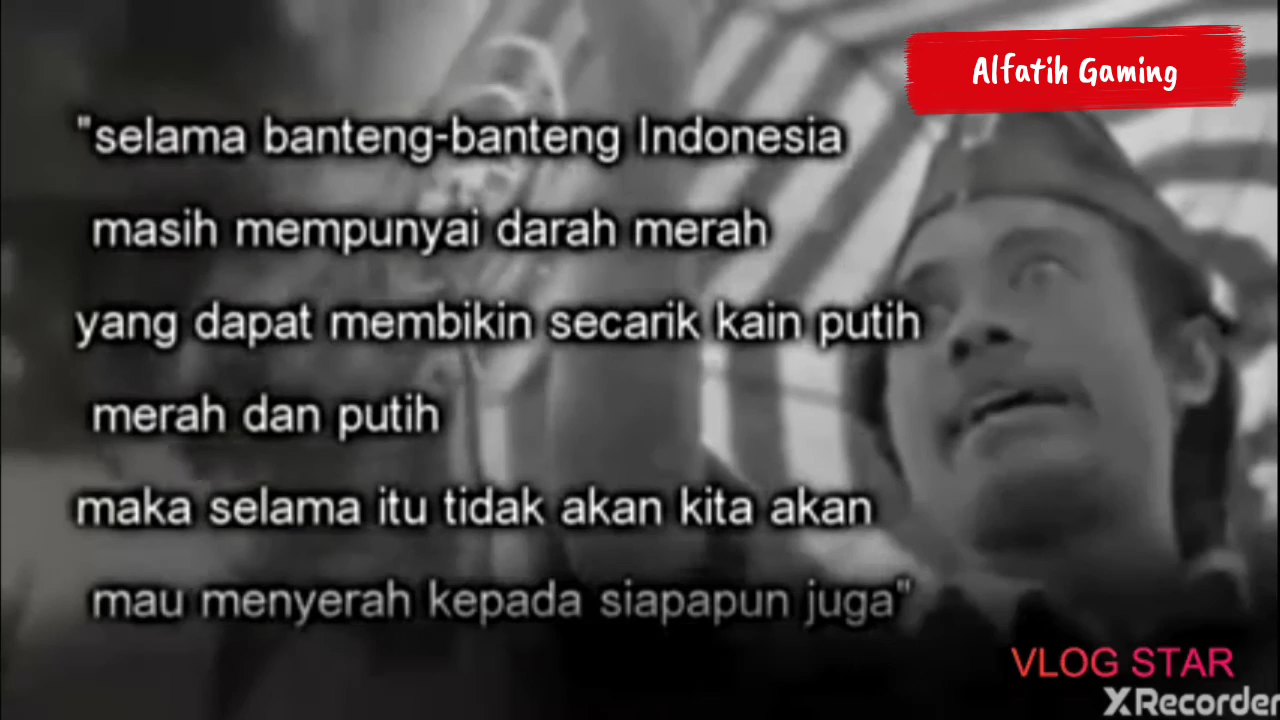 Alfatih Gaming
"selama banteng-banteng Indonesia
masih mempunyai darah merah
yang dapat membikin secarik kain putih
merah dan putih
maka selama itu tidak akan kita akan
mau menyerah kepada siapapun juga"
VLOG STAR
XRecorder